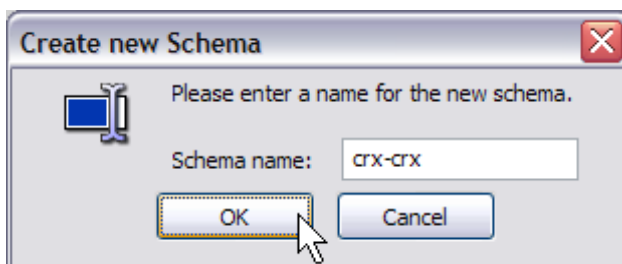 Create new Schema
Please enter a name for the new schema.
Schema name: crx-crx
OK Cancel